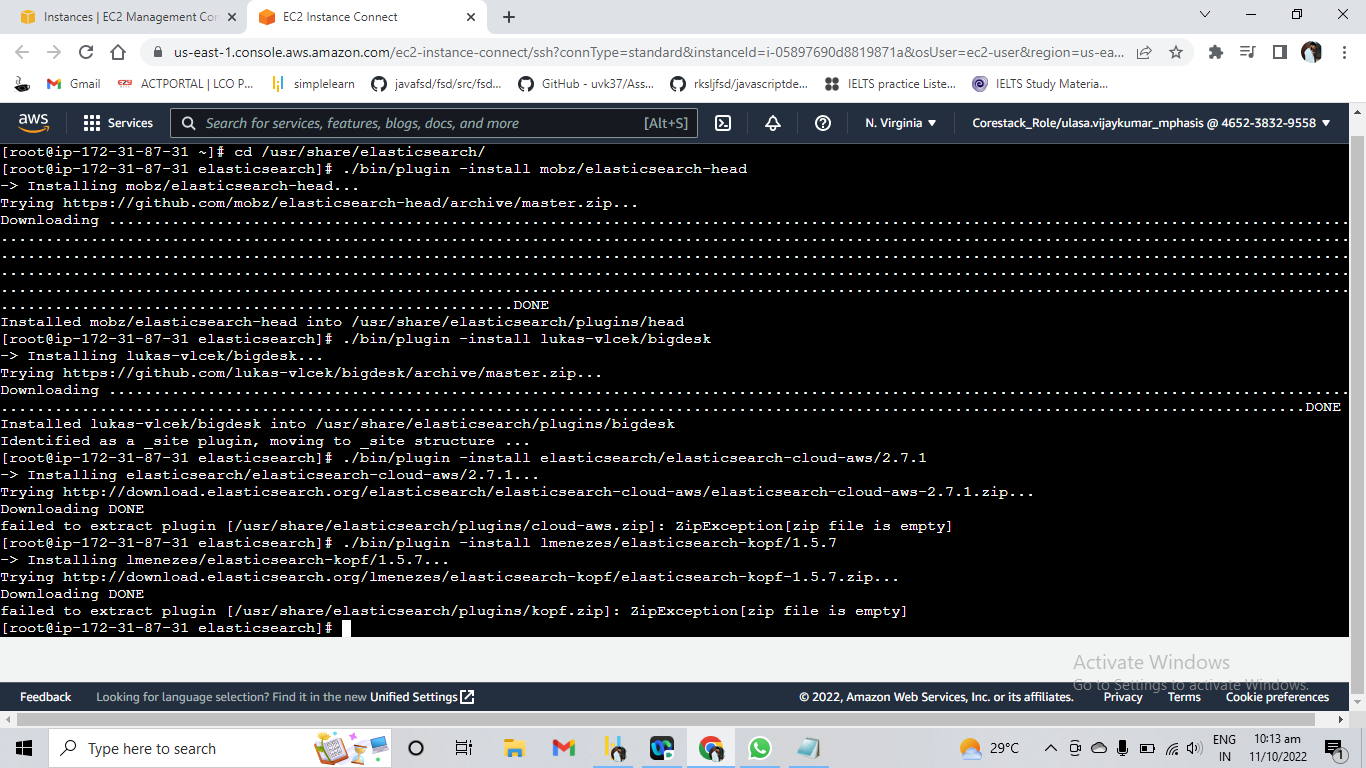 Instances | EC2 Management Con
EC2 Instance Connect
us-east-1.console.aws.amazon.com/ec2-instance-connect/ssh?connType=standard&instanceId=i-05897690d8819871a&osUser=ec2-user&region=us-ea...
Gmail
ACTPORTAL | LCO P...
simplelearn
javafsd/fsd/src/fsd...
GitHub - uvk37/Ass...
rksljfsd/javascriptde...
IELTS practice Liste...
IELTS Study Materia...
aws
Services
Search for services, features, blogs, docs, and more
[Alt+S]
N. Virginia
Corestack_Role/ulasa.vijaykumar_mphasis @ 4652-3832-9558
[root@ip-172-31-87-31 ~]# cd /usr/share/elasticsearch/
[root@ip-172-31-87-31 elasticsearch]# ./bin/plugin -install mobz/elasticsearch-head
-> Installing mobz/elasticsearch-head...
Trying https://github.com/mobz/elasticsearch-head/archive/master.zip...
Downloading ..........................................................................................................................................
......................................................................................................................................................
......................................................................................................................................................
......................................................................................................................................................
......................................................................................................................................................
.........................................................DONE
Installed mobz/elasticsearch-head into /usr/share/elasticsearch/plugins/head
[root@ip-172-31-87-31 elasticsearch]# ./bin/plugin -install lukas-vlcek/bigdesk
-> Installing lukas-vlcek/bigdesk...
Trying https://github.com/lukas-vlcek/bigdesk/archive/master.zip...
Downloading ..........................................................................................................................................
.................................................................................................................................................DONE
Installed lukas-vlcek/bigdesk into /usr/share/elasticsearch/plugins/bigdesk
Identified as a _site plugin, moving to _site structure ...
[root@ip-172-31-87-31 elasticsearch]# ./bin/plugin -install elasticsearch/elasticsearch-cloud-aws/2.7.1
-> Installing elasticsearch/elasticsearch-cloud-aws/2.7.1...
Trying http://download.elasticsearch.org/elasticsearch/elasticsearch-cloud-aws/elasticsearch-cloud-aws-2.7.1.zip...
Downloading DONE
failed to extract plugin [/usr/share/elasticsearch/plugins/cloud-aws.zip]: ZipException[zip file is empty]
[root@ip-172-31-87-31 elasticsearch]# ./bin/plugin -install lmenezes/elasticsearch-kopf/1.5.7
-> Installing lmenezes/elasticsearch-kopf/1.5.7...
Trying http://download.elasticsearch.org/lmenezes/elasticsearch-kopf/elasticsearch-kopf-1.5.7.zip...
Downloading DONE
failed to extract plugin [/usr/share/elasticsearch/plugins/kopf.zip]: ZipException[zip file is empty]
[root@ip-172-31-87-31 elasticsearch]#
Activate Windows
Go to Settings to activate Windows.
Feedback
Looking for language selection? Find it in the new Unified Settings
© 2022, Amazon Web Services, Inc. or its affiliates.
Privacy
Terms
Cookie preferences
Type here to search
29°C
ENG
IN
10:13 am
11/10/2022
1